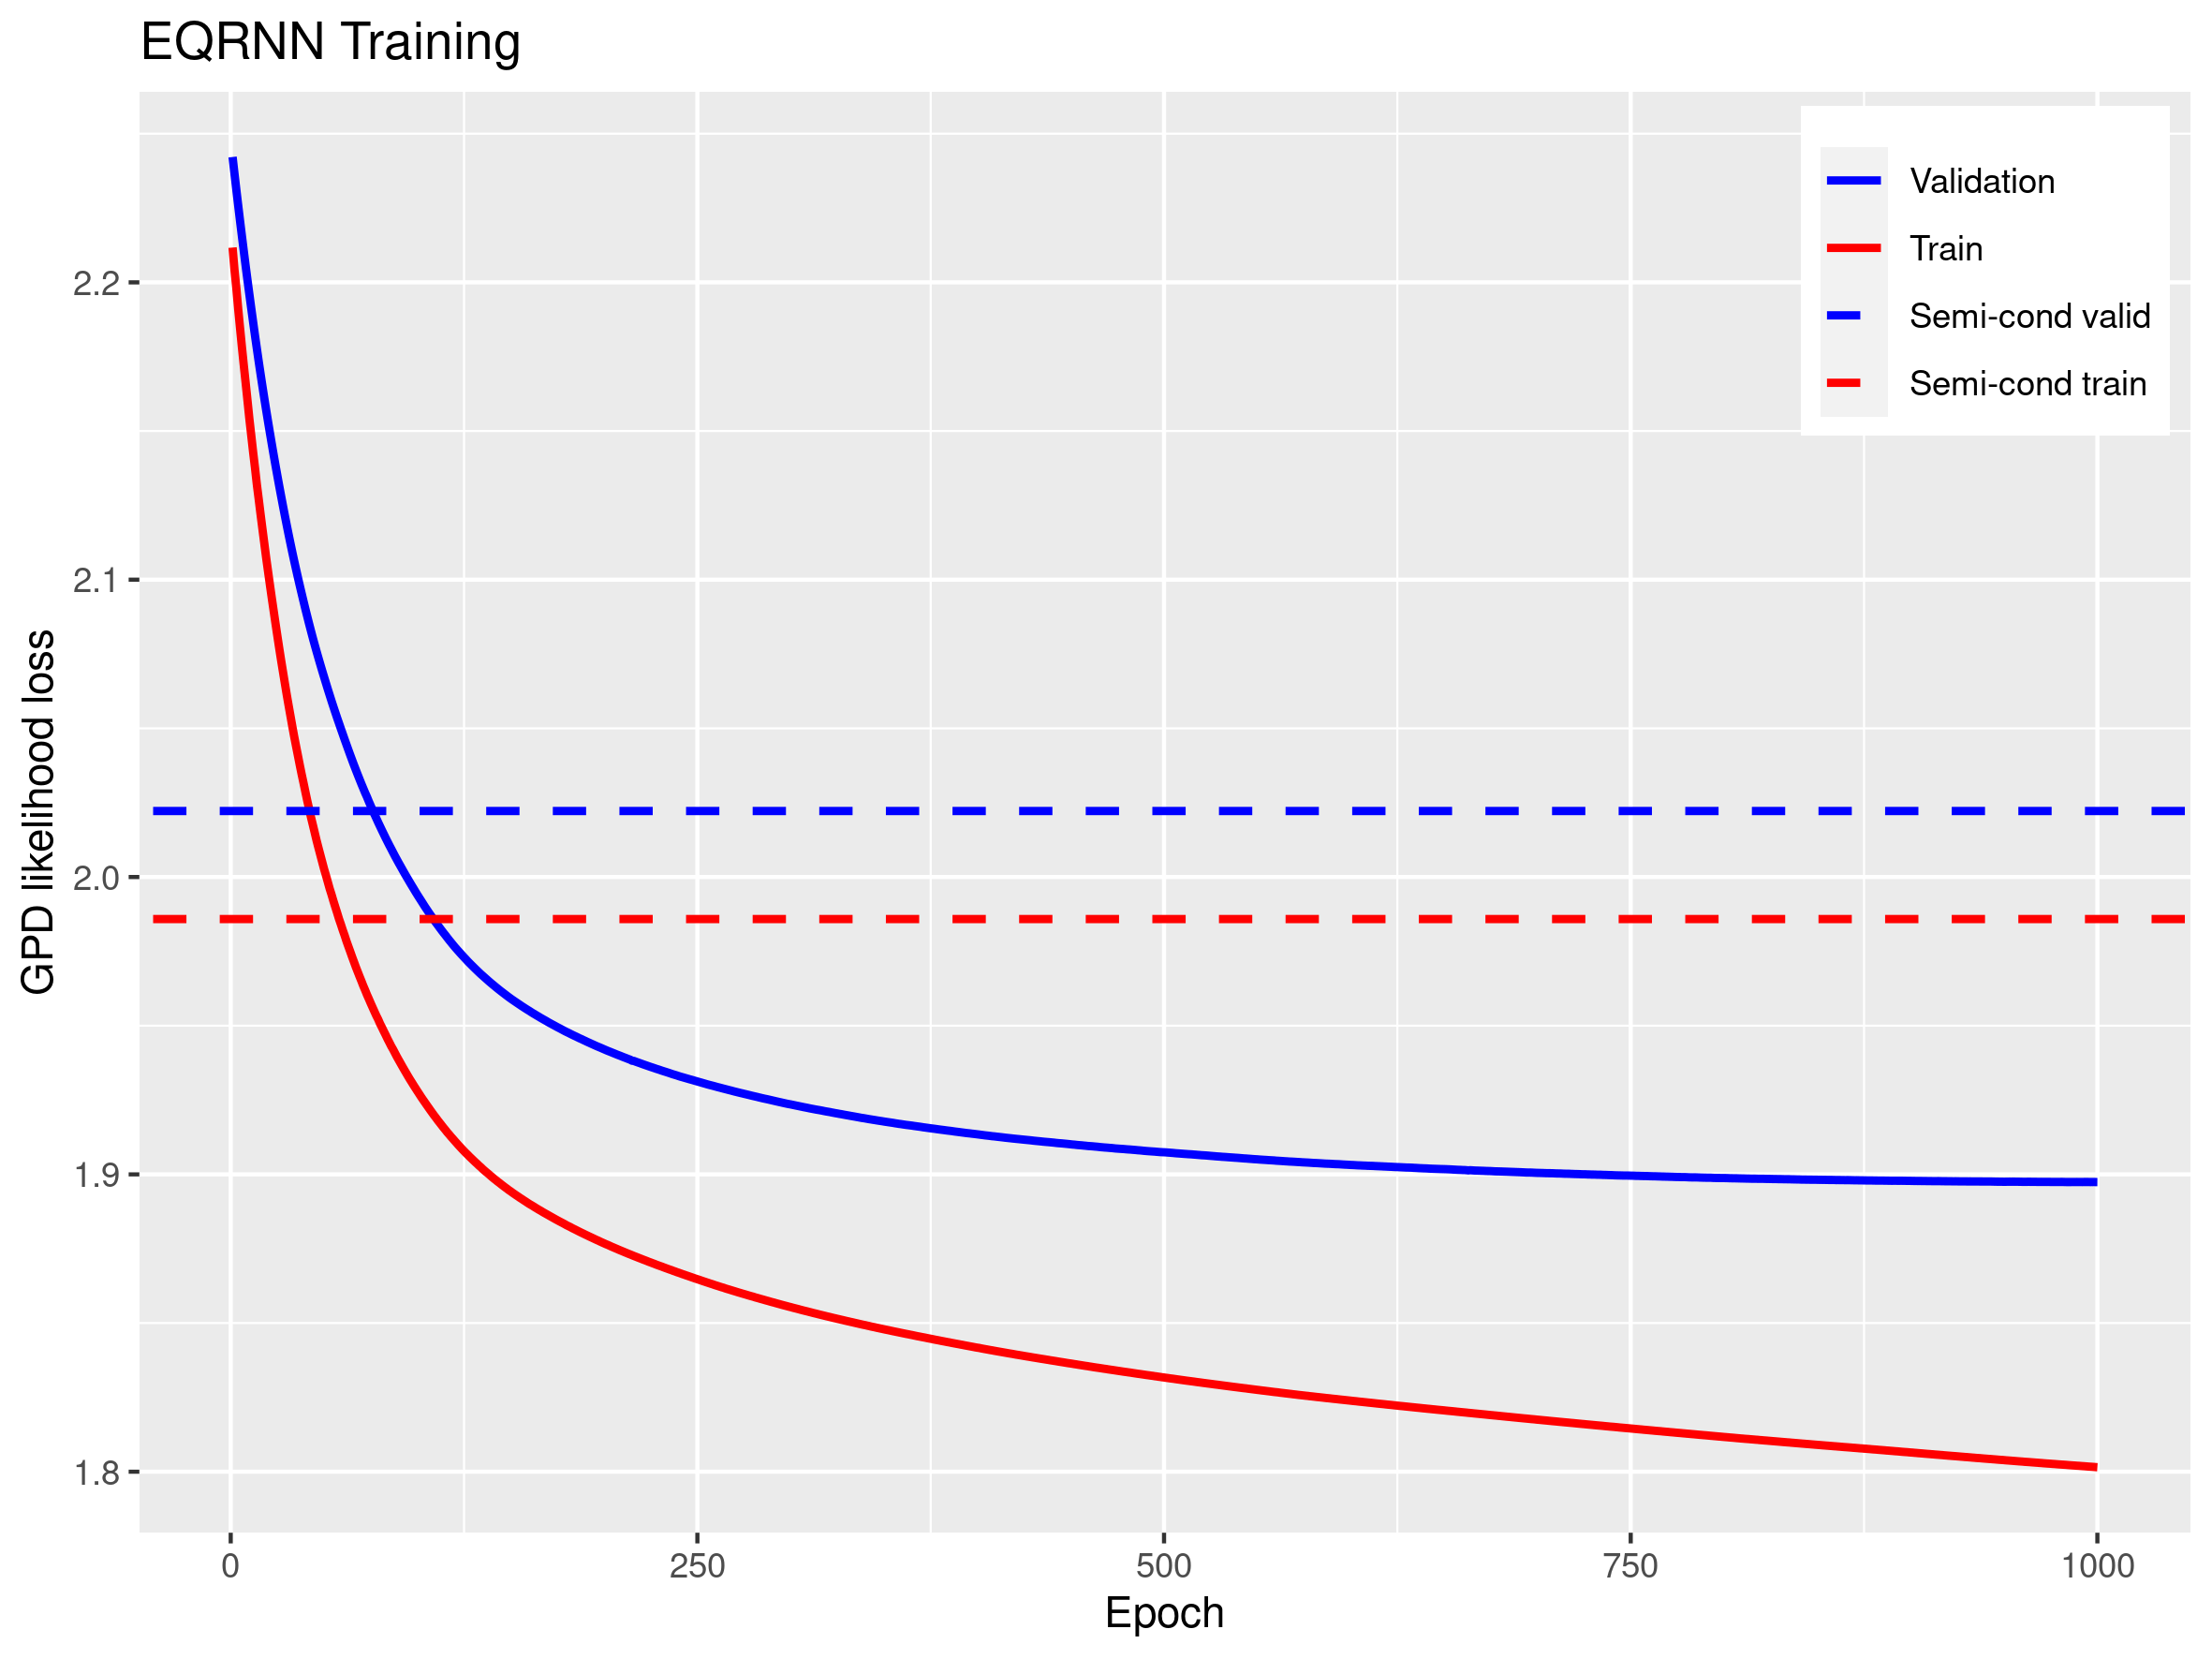 EQRNN Training
Validation
Train
Semi-cond valid
Semi-cond train
GPD likelihood loss
2.2
2.1
2.0
1.9
1.8
0 250 500 750 1000
Epoch